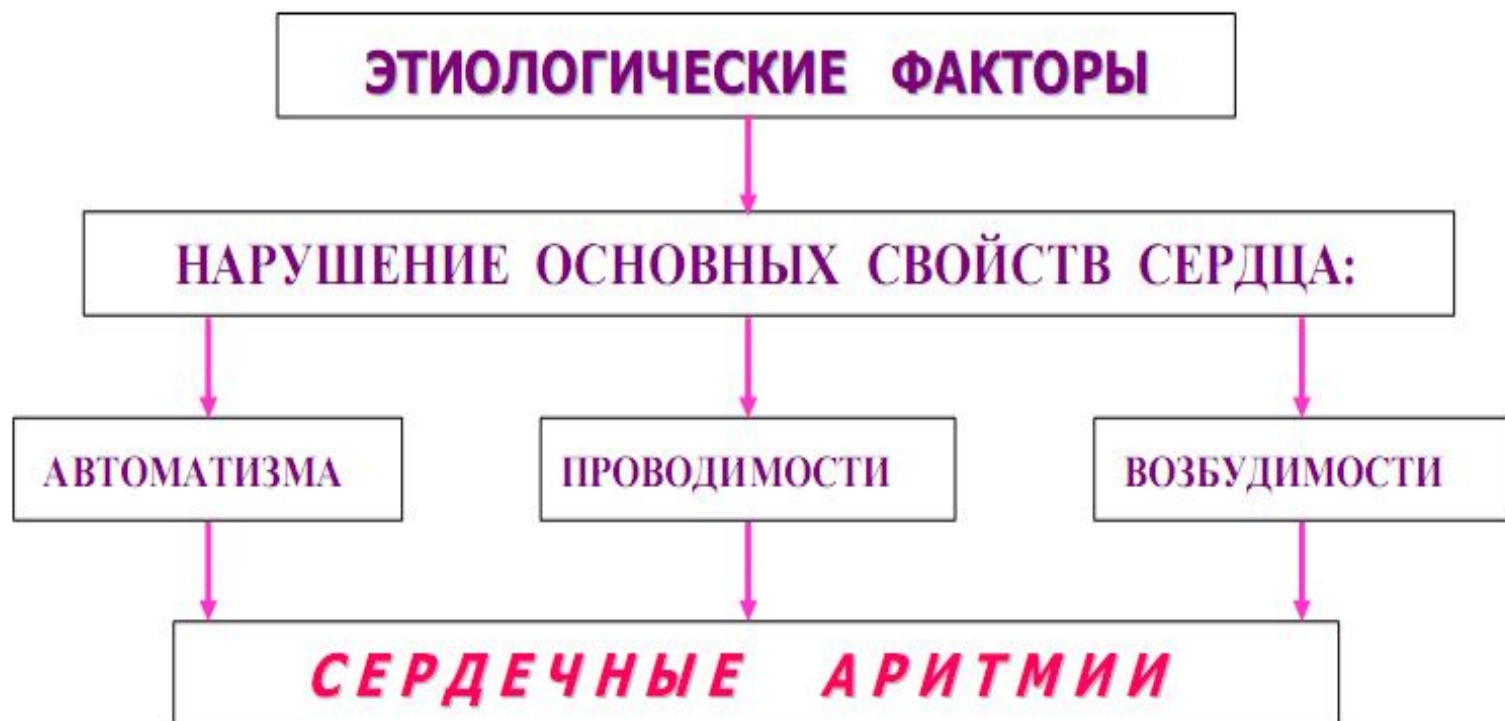 ЭТИОЛОГИЧЕСКИЕ ФАКТОРЫ
НАРУШЕНИЕ ОСНОВНЫХ СВОЙСТВ СЕРДЦА:
АВТОМАТИЗМА
ПРОВОДИМОСТИ
ВОЗБУДИМОСТИ
СЕРДЕЧНЫЕ АРИТМИИ